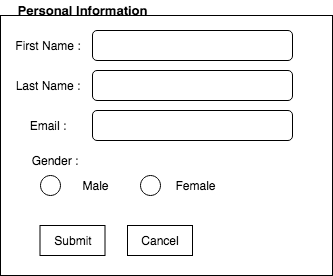 Personal Information
First Name :
Last Name :
Email :
Gender :
Male Female
Submit Cancel